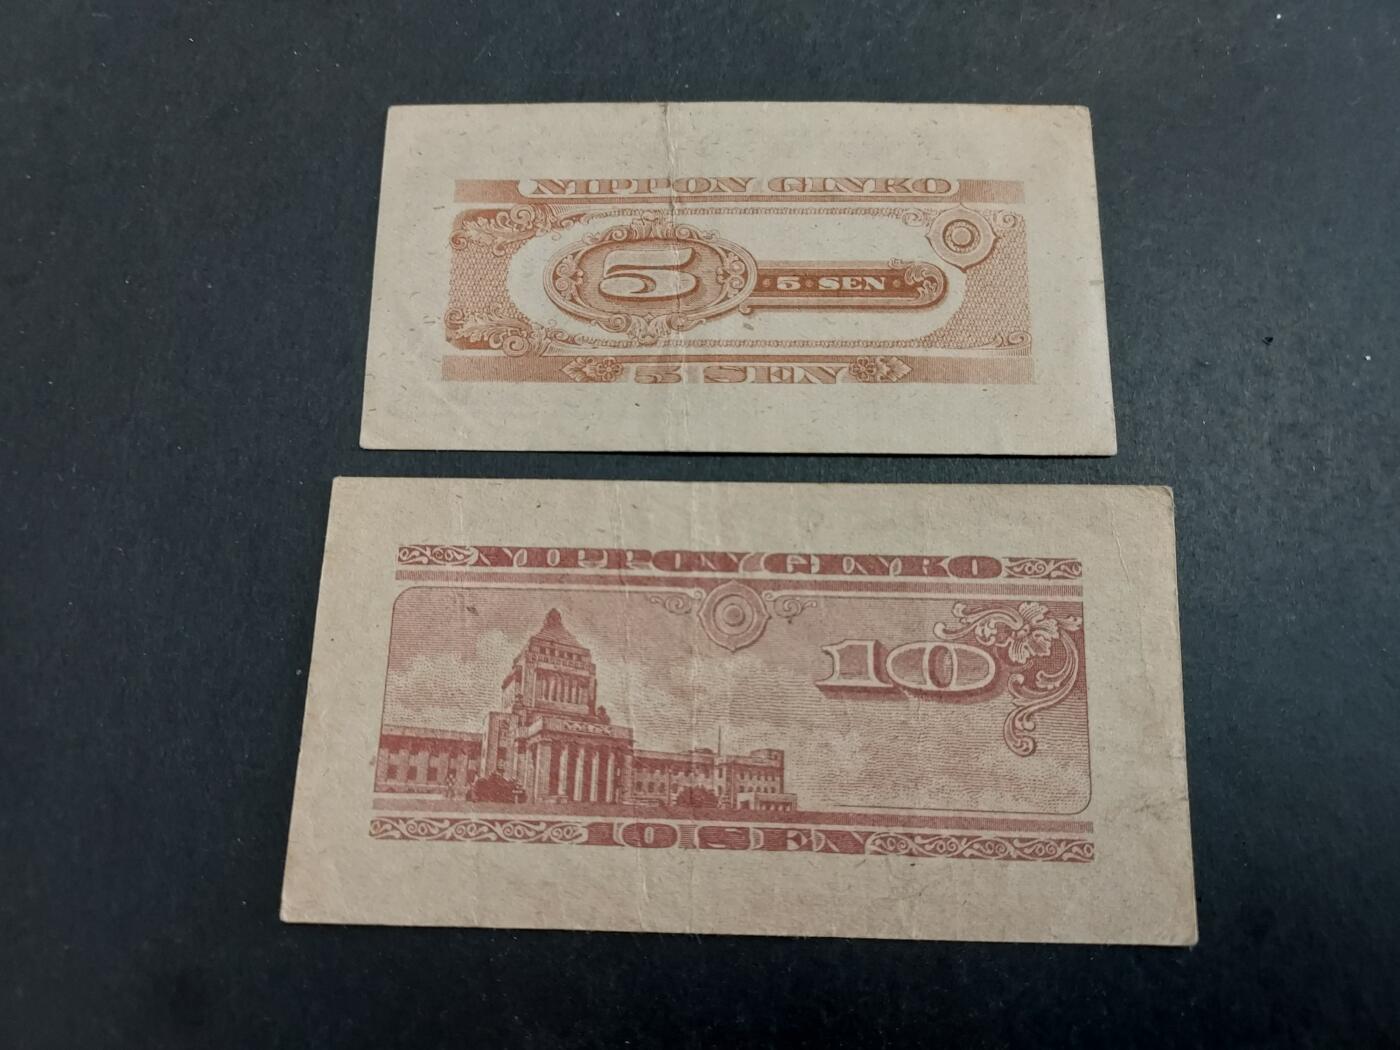 NIPPON GINKO
5
· 5 · SEN ·
5 SEN
NIPPON GINKO
10
10 SEN